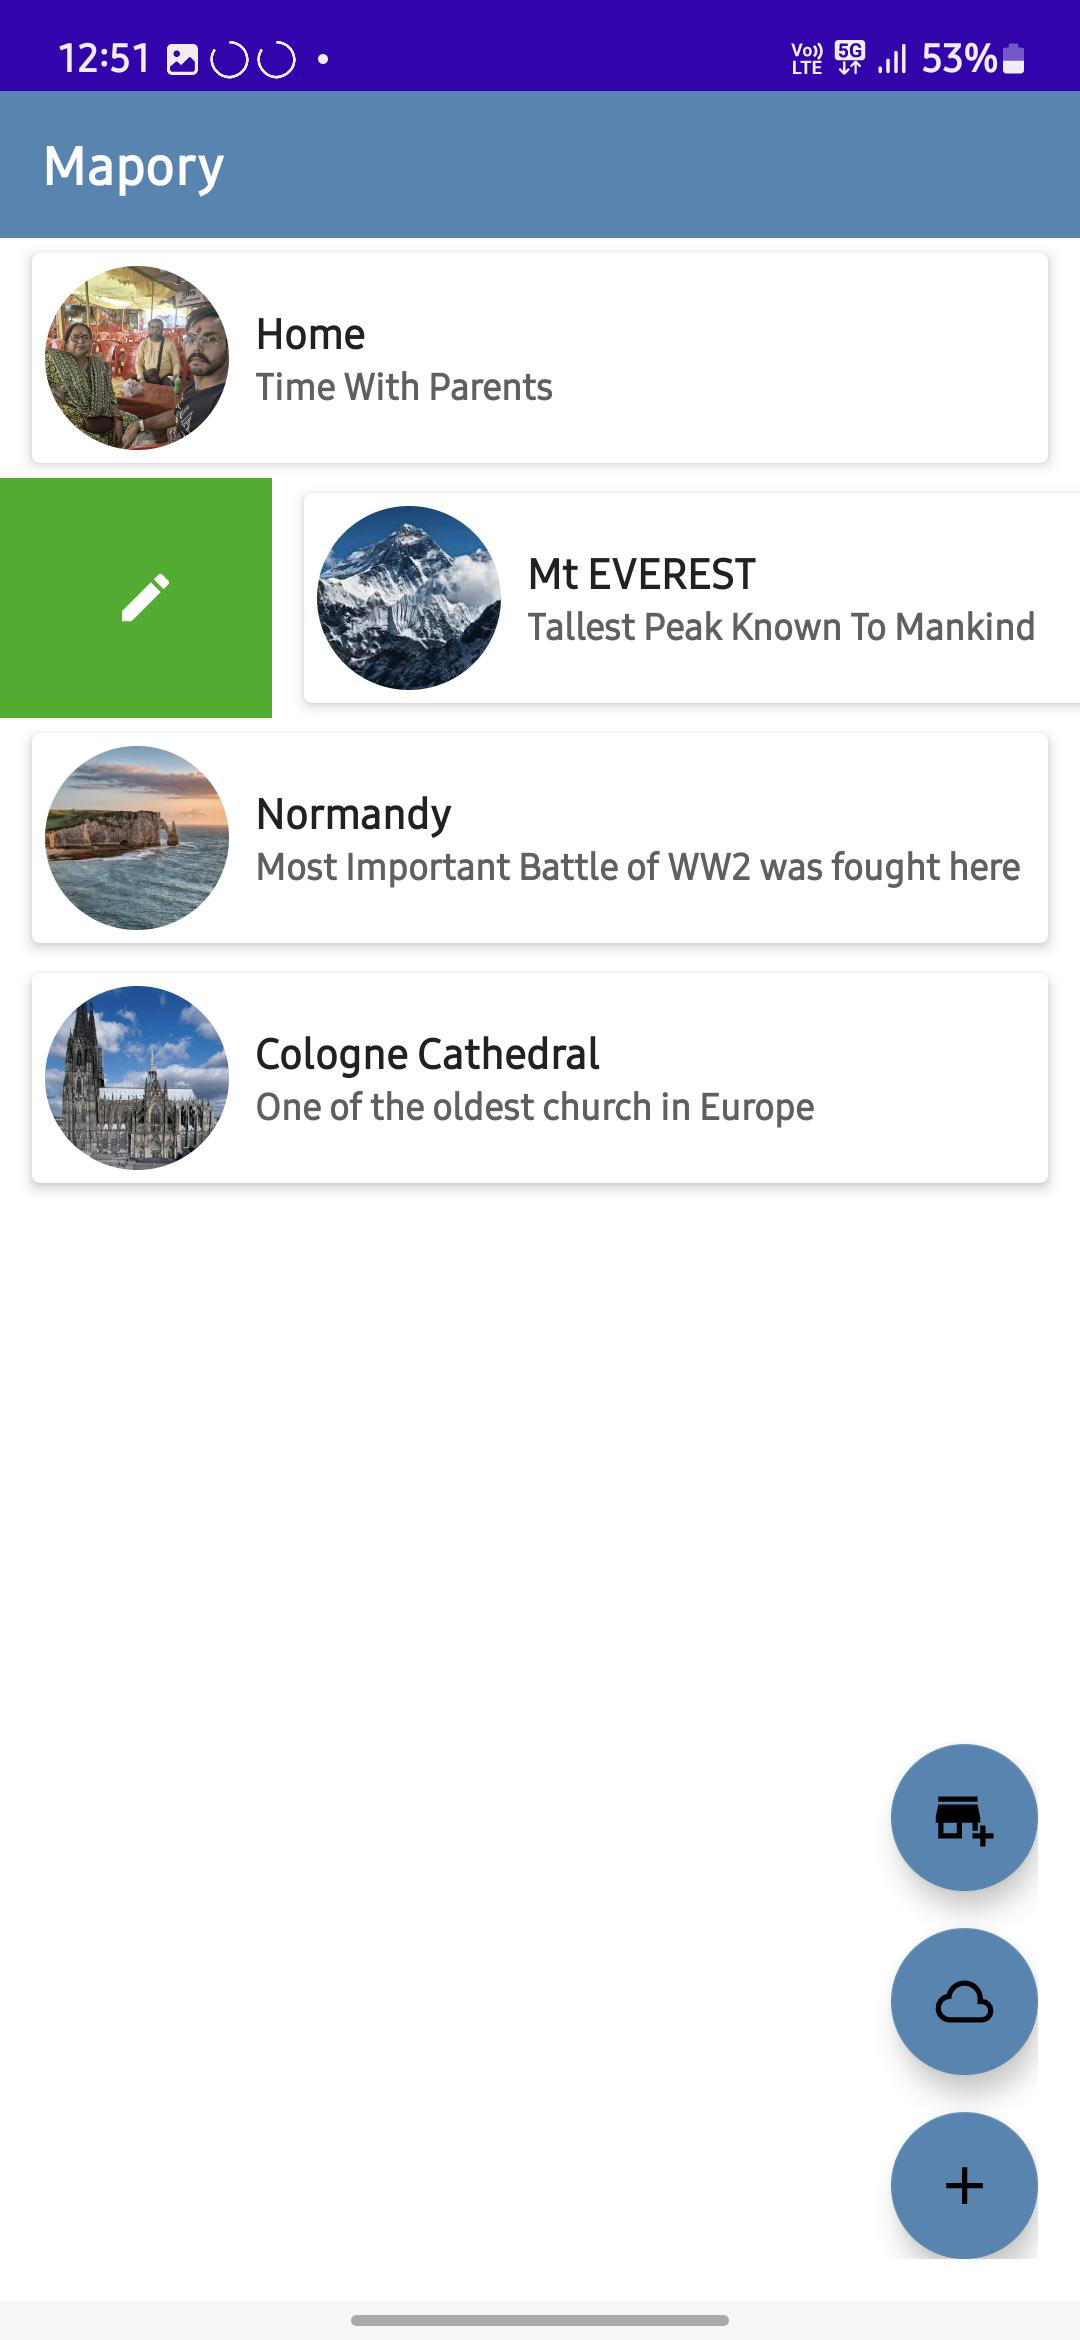 12:51 Vo)) LTE 5G 53%
Mapory
Home
Time With Parents
Mt EVEREST
Tallest Peak Known To Mankind
Normandy
Most Important Battle of WW2 was fought here
Cologne Cathedral
One of the oldest church in Europe